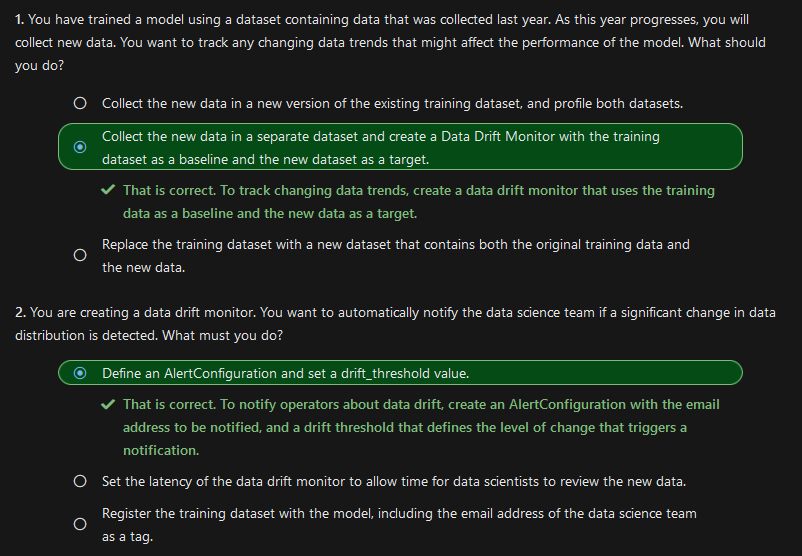 1. You have trained a model using a dataset containing data that was collected last year. As this year progresses, you will
collect new data. You want to track any changing data trends that might affect the performance of the model. What should
you do?
Collect the new data in a new version of the existing training dataset, and profile both datasets.
Collect the new data in a separate dataset and create a Data Drift Monitor with the training
dataset as a baseline and the new dataset as a target.
That is correct. To track changing data trends, create a data drift monitor that uses the training
data as a baseline and the new data as a target.
Replace the training dataset with a new dataset that contains both the original training data and
the new data.
2. You are creating a data drift monitor. You want to automatically notify the data science team if a significant change in data
distribution is detected. What must you do?
Define an AlertConfiguration and set a drift_threshold value.
That is correct. To notify operators about data drift, create an AlertConfiguration with the email
address to be notified, and a drift threshold that defines the level of change that triggers a
notification.
Set the latency of the data drift monitor to allow time for data scientists to review the new data.
Register the training dataset with the model, including the email address of the data science team
as a tag.